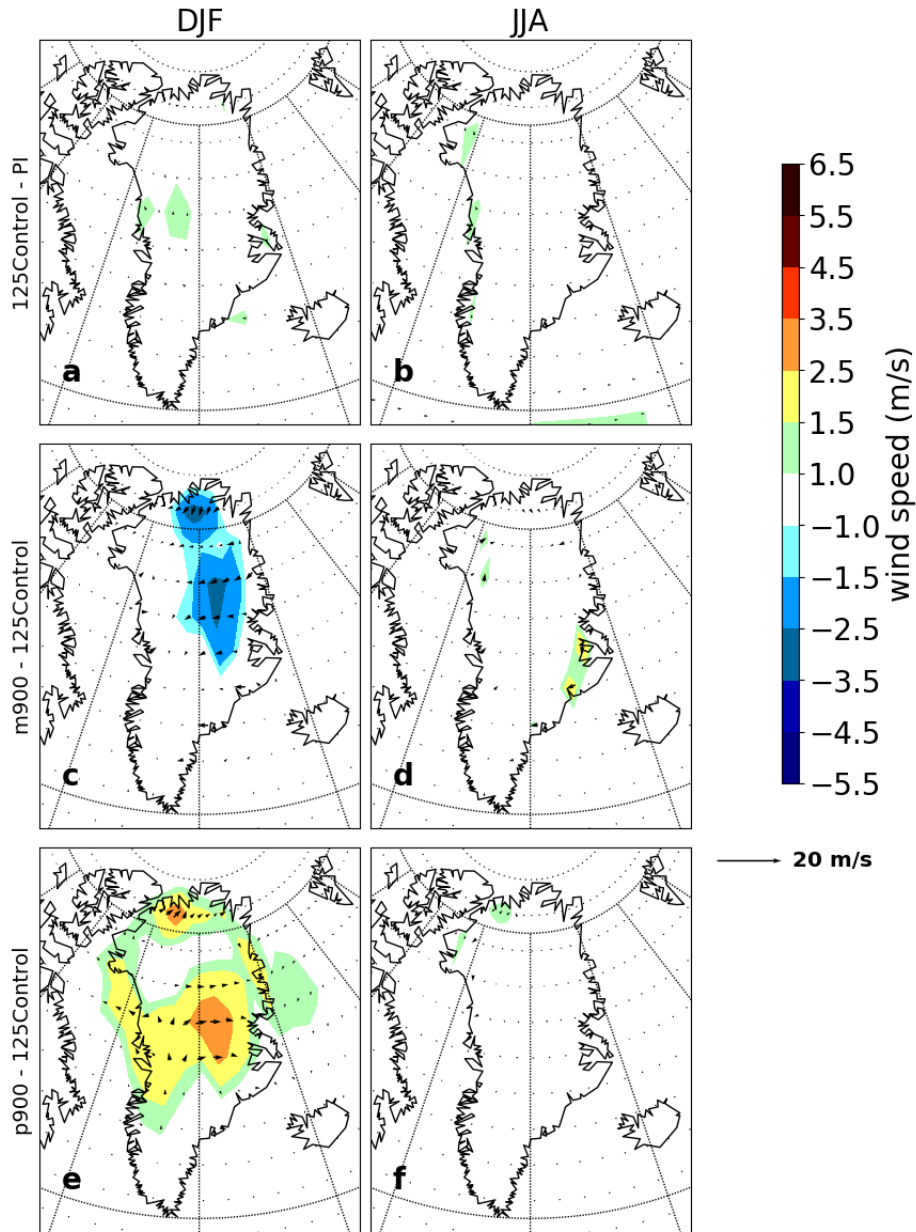 DJF
JJA
125Control - PI
a
b
m900 - 125Control
c
d
p900 - 125Control
e
f
6.5
5.5
4.5
3.5
2.5
1.5
1.0
−1.0
−1.5
−2.5
−3.5
−4.5
−5.5
wind speed (m/s)
20 m/s